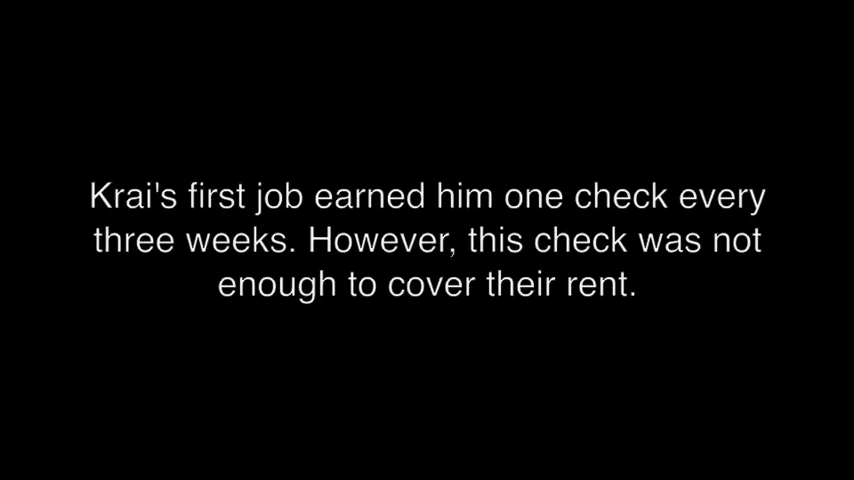 Krai's first job earned him one check every
three weeks. However, this check was not
enough to cover their rent.